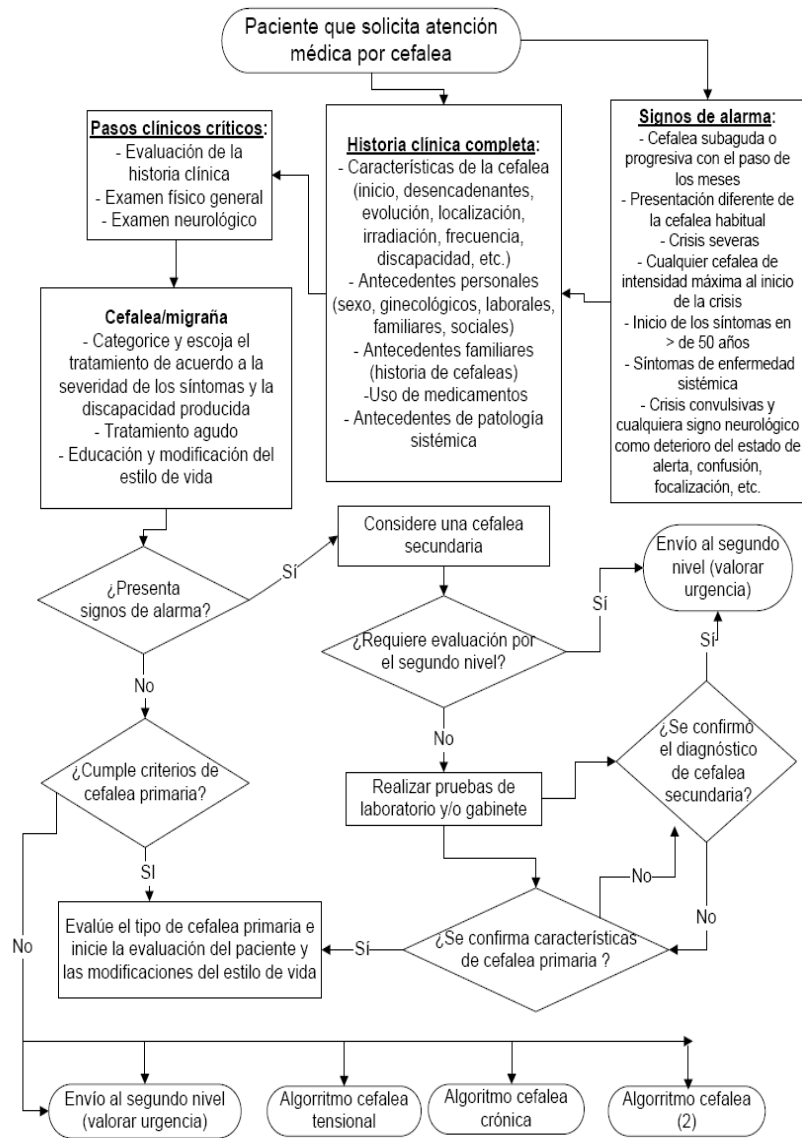 Paciente que solicita atención
médica por cefalea
Pasos clínicos críticos:
- Evaluación de la
historia clínica
- Examen físico general
- Examen neurológico
Historia clínica completa:
- Características de la cefalea
(inicio, desencadenantes,
evolución, localización,
irradiación, frecuencia,
discapacidad, etc.)
- Antecedentes personales
(sexo, ginecológicos, laborales,
familiares, sociales)
- Antecedentes familiares
(historia de cefaleas)
-Uso de medicamentos
- Antecedentes de patología
sistémica
Signos de alarma:
- Cefalea subaguda o
progresiva con el paso de
los meses
- Presentación diferente de
la cefalea habitual
- Crisis severas
- Cualquier cefalea de
intensidad máxima al inicio
de la crisis
- Inicio de los síntomas en
> de 50 años
- Síntomas de enfermedad
sistémica
- Crisis convulsivas y
cualquiera signo neurológico
como deterioro del estado de
alerta, confusión,
focalización, etc.
Cefalea/migraña
- Categorice y escoja el
tratamiento de acuerdo a la
severidad de los síntomas y la
discapacidad producida
- Tratamiento agudo
- Educación y modificación del
estilo de vida
¿Presenta
signos de alarma?
Sí
Considere una cefalea
secundaria
Envío al segundo
nivel (valorar
urgencia)
¿Requiere evaluación por
el segundo nivel?
Sí
Sí
No
No
¿Cumple criterios de
cefalea primaria?
Realizar pruebas de
laboratorio y/o gabinete
¿Se confirmó
el diagnóstico
de cefalea
secundaria?
SI
No
No
No
Evalúe el tipo de cefalea primaria e
inicie la evaluación del paciente y
las modificaciones del estilo de vida
Sí
¿Se confirma características
de cefalea primaria ?
Envío al segundo nivel
(valorar urgencia)
Algorritmo cefalea
tensional
Algoritmo cefalea
crónica
Algorritmo cefalea
(2)